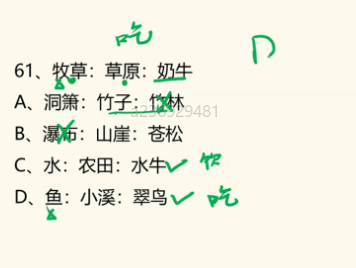 吃
D
61、牧草：草原：奶牛
A、洞箫：竹子：竹林
a236929481
B、瀑布：山崖：苍松
C、水：农田：水牛 饮
D、鱼：小溪：翠鸟 吃